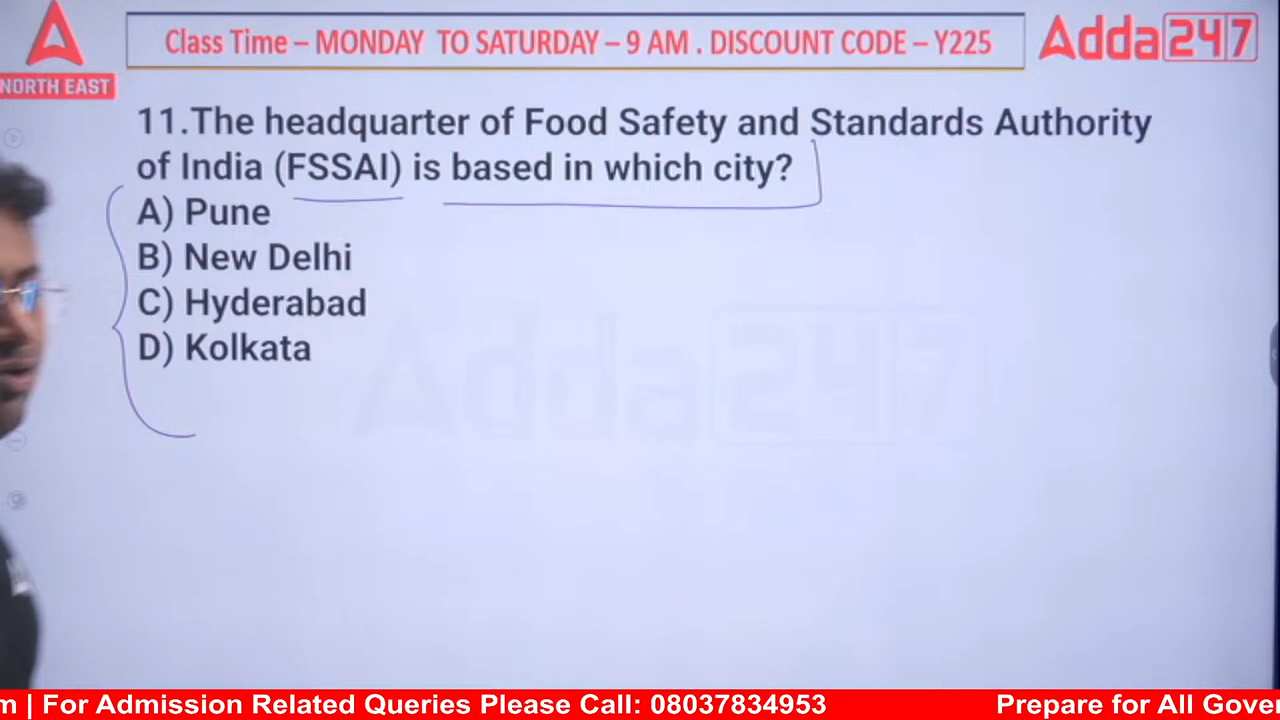 Class Time – MONDAY TO SATURDAY – 9 AM . DISCOUNT CODE – Y225
Adda247
NORTH EAST
11.The headquarter of Food Safety and Standards Authority
of India (FSSAI) is based in which city?
A) Pune
B) New Delhi
C) Hyderabad
D) Kolkata
Adda247
m | For Admission Related Queries Please Call: 08037834953 Prepare for All Gover